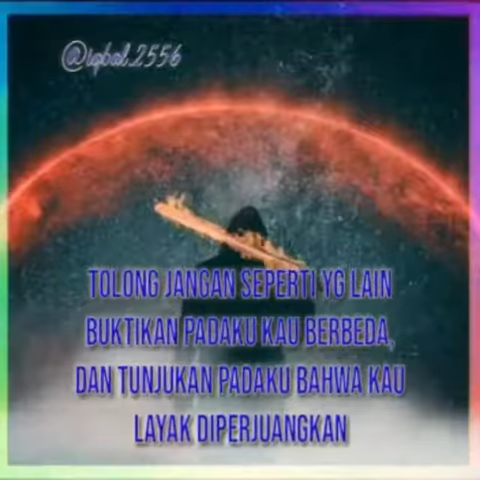 @iqbal.2556
TOLONG JANGAN SEPERTI YG LAIN
BUKTIKAN PADAKU KAU BERBEDA,
DAN TUNJUKAN PADAKU BAHWA KAU
LAYAK DIPERJUANGKAN